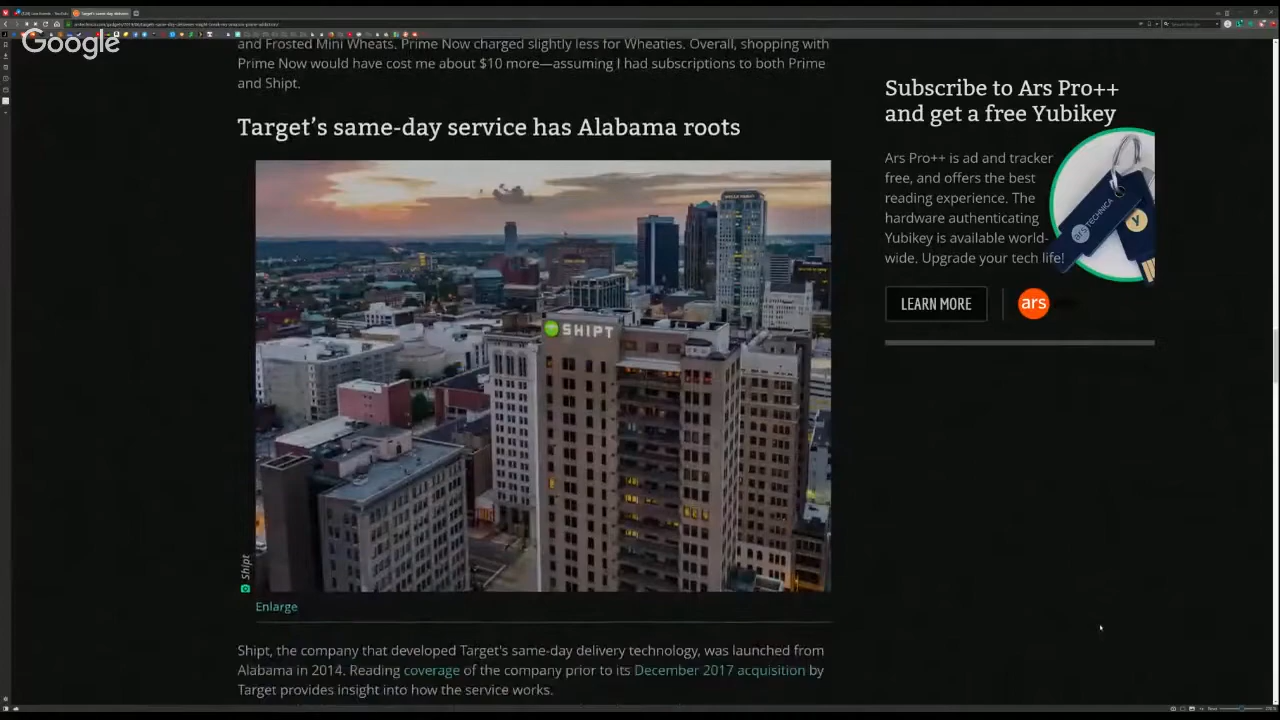 Google
and Frosted Mini Wheats. Prime Now charged slightly less for Wheaties. Overall, shopping with
Prime Now would have cost me about $10 more—assuming I had subscriptions to both Prime
and Shipt.
Target's same-day service has Alabama roots
SHIPT
Shipt
Enlarge
Shipt, the company that developed Target's same-day delivery technology, was launched from
Alabama in 2014. Reading coverage of the company prior to its December 2017 acquisition by
Target provides insight into how the service works.
Subscribe to Ars Pro++
and get a free Yubikey
Ars Pro++ is ad and tracker
free, and offers the best
reading experience. The
hardware authenticating
Yubikey is available world-
wide. Upgrade your tech life!
ARS TECHNICA
y
LEARN MORE
ars